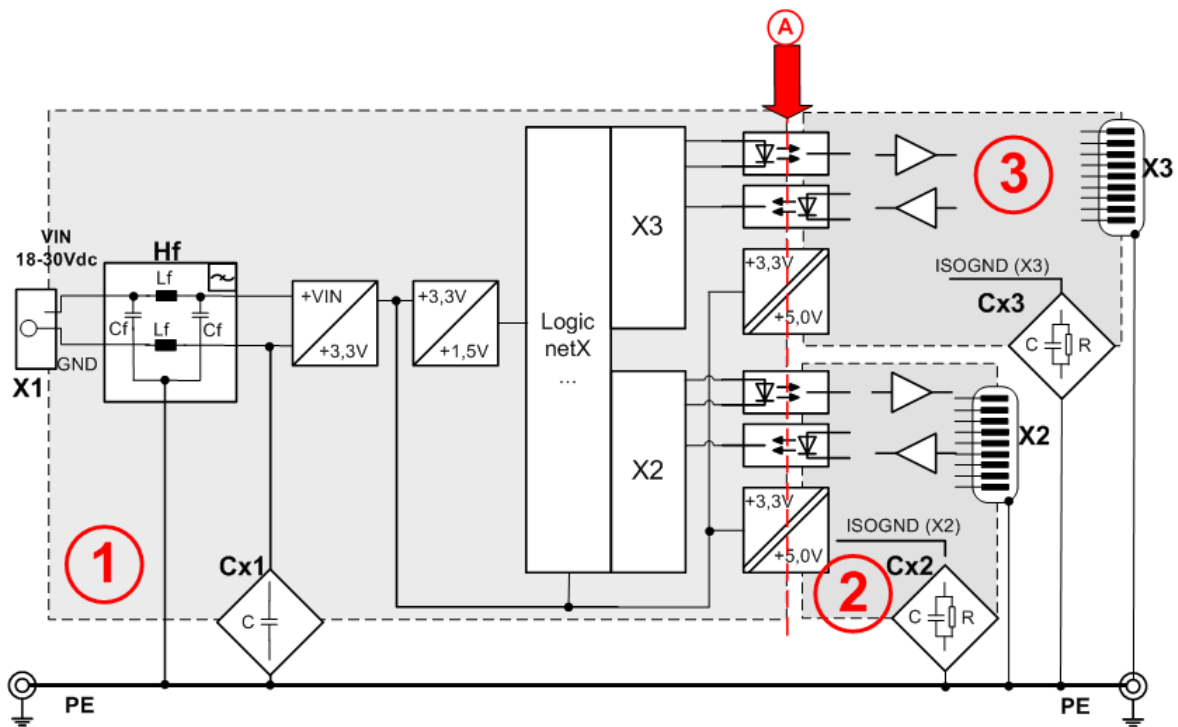 A
3
X3
VIN
18-30Vdc
Hf
Lf
Cf
Lf
Cf
GND
X1
+VIN
+3,3V
+3,3V
+1,5V
Logic
netX
...
X3
X2
+3,3V
+5,0V
ISOGND (X3)
Cx3
C
R
X2
+3,3V
+5,0V
ISOGND (X2)
Cx2
C
R
1
2
Cx1
C
PE
PE